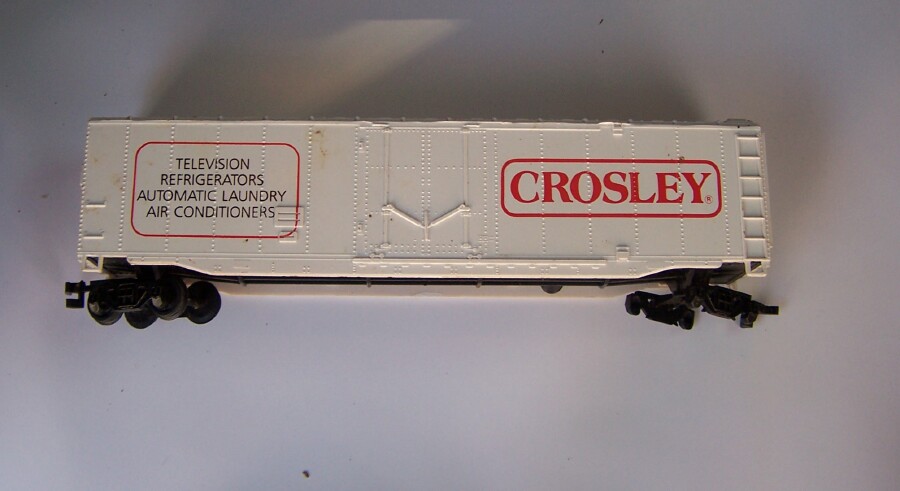 TELEVISION
REFRIGERATORS
AUTOMATIC LAUNDRY
AIR CONDITIONERS
CROSLEY®